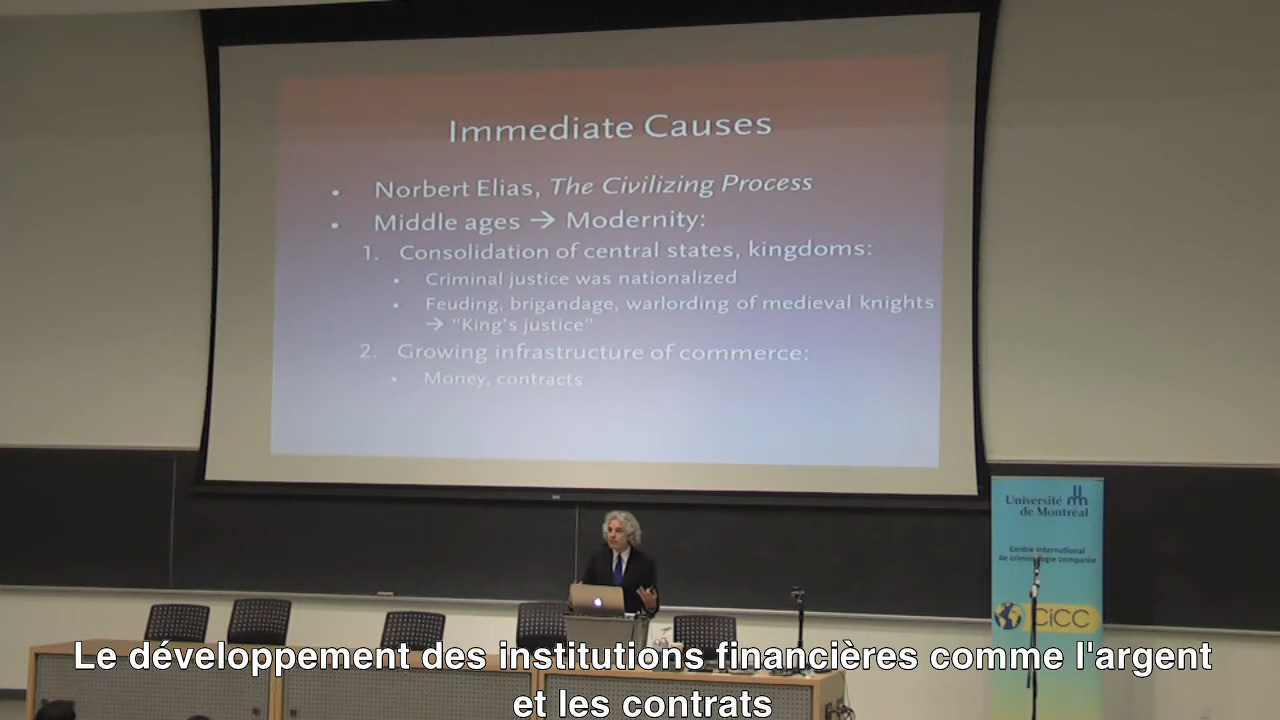 Immediate Causes
• Norbert Elias, The Civilizing Process
• Middle ages → Modernity:
1. Consolidation of central states, kingdoms:
• Criminal justice was nationalized
• Feuding, brigandage, warlording of medieval knights
→ "King's justice"
2. Growing infrastructure of commerce:
• Money, contracts
Université
de Montréal
Centre international
de criminologie comparée
CiCC
Le développement des institutions financières comme l'argent
et les contrats